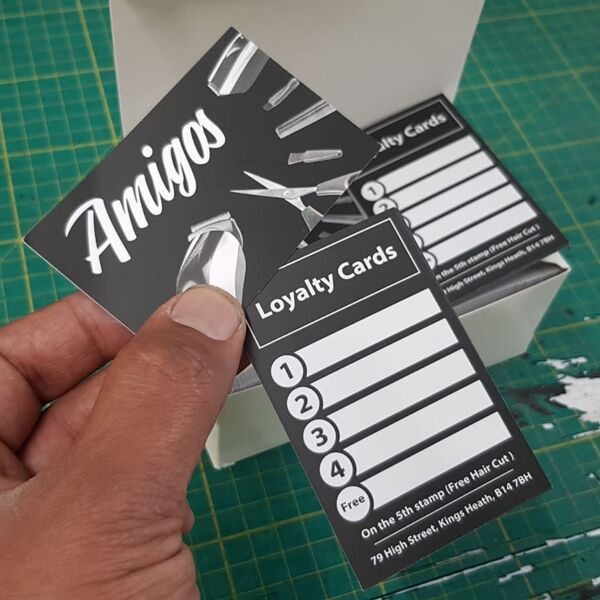 Amigos
Loyalty Cards
1
2
3
4
Free
On the 5th stamp (Free Hair Cut )
79 High Street, Kings Heath, B14 7BH
alty Cards
1
2
On the 5th stamp (Free Hair Cut )
High Street, Kings Heath, B14 7BH